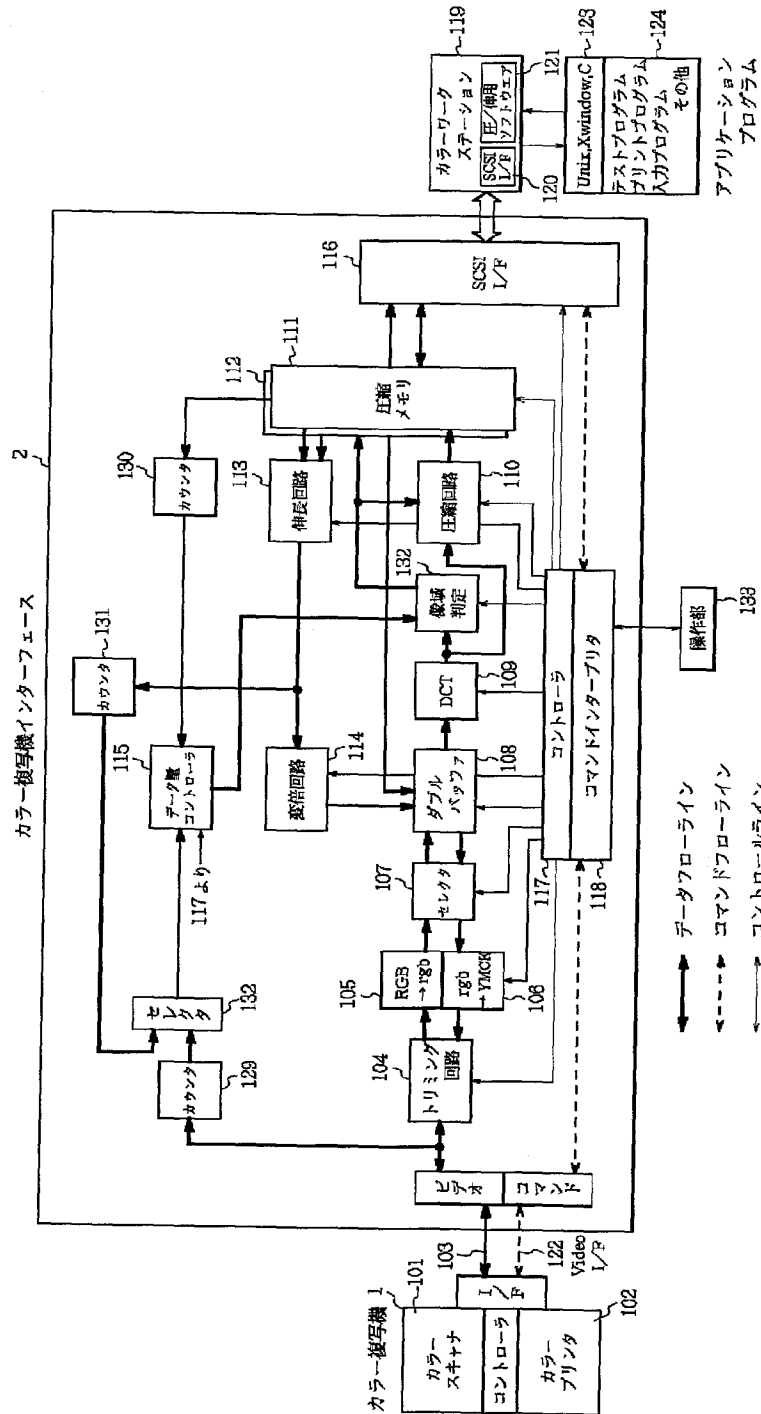 カラー複写機インターフェース
2
カラー複写機 1
101
カラー
スキャナ
コントローラ
カラー
プリンタ
102
I/F
103
122
Video
I/F
ビデオ
コマンド
カウンタ
129
セレクタ
132
カウンタ
131
データ量
コントローラ
115
117より
カウンタ
130
トリミング
回路
104
RGB
→rgb
105
rgb
→YMCK
106
セレクタ
107
ダブル
バッファ
108
変倍回路
114
DCT
109
像域
判定
132
伸長回路
113
圧縮回路
110
圧縮
メモリ
112
111
SCSI
I/F
116
コントローラ
コマンドインタープリタ
117
118
操作部
133
カラーワーク
ステーション
119
SCSI
I/F
120
圧/伸用
ソフトウェア
121
Unix,Xwindow,C
123
テストプログラム
プリントプログラム
入力プログラム
その他
124
アプリケーション
プログラム
データフローライン
コマンドフローライン
コントロールライン